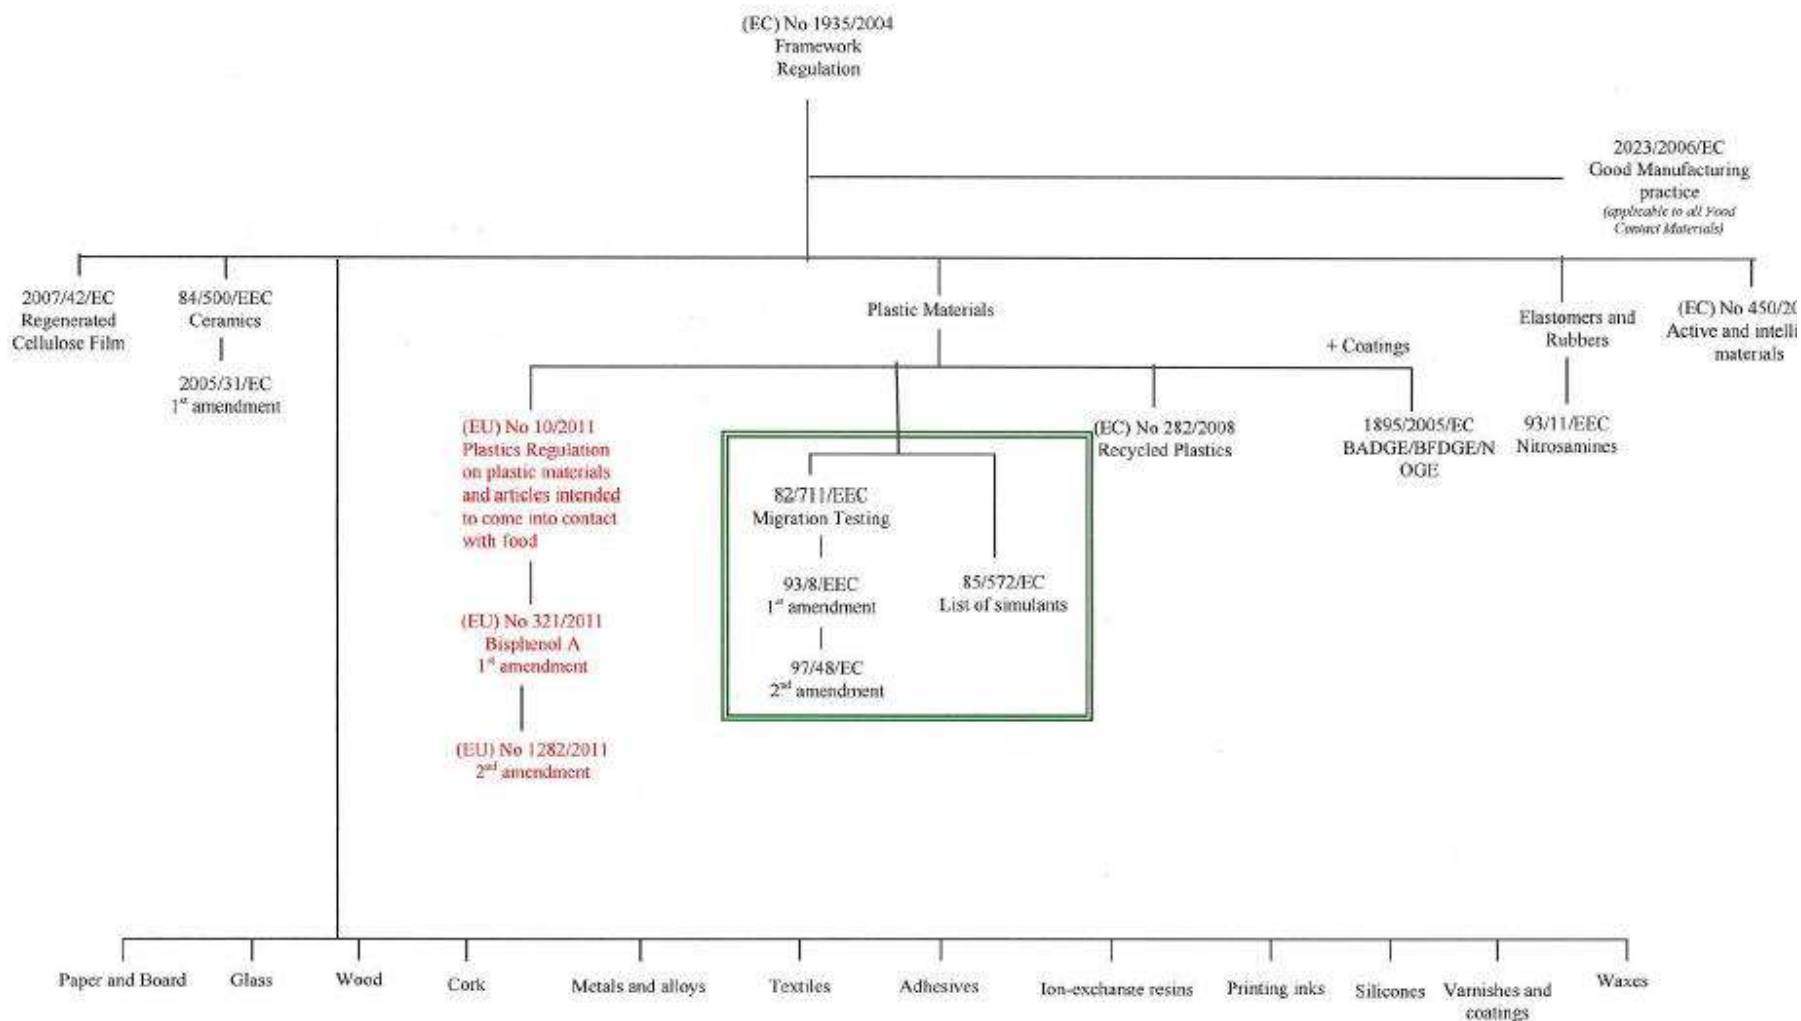 (EC) No 1935/2004
Framework
Regulation
2023/2006/EC
Good Manufacturing
practice
(applicable to all Food
Contact Materials)
2007/42/EC
Regenerated
Cellulose Film
84/500/EEC
Ceramics
2005/31/EC
1st amendment
Plastic Materials
+ Coatings
Elastomers and
Rubbers
(EC) No 450/20
Active and intelli
materials
(EU) No 10/2011
Plastics Regulation
on plastic materials
and articles intended
to come into contact
with food
(EU) No 321/2011
Bisphenol A
1st amendment
(EU) No 1282/2011
2nd amendment
82/711/EEC
Migration Testing
93/8/EEC
1st amendment
97/48/EC
2nd amendment
85/572/EC
List of simulants
(EC) No 282/2008
Recycled Plastics
1895/2005/EC
BADGE/BFDGE/N
OGE
93/11/EEC
Nitrosamines
Paper and Board
Glass
Wood
Cork
Metals and alloys
Textiles
Adhesives
Ion-exchange resins
Printing inks
Silicones
Varnishes and
coatings
Waxes